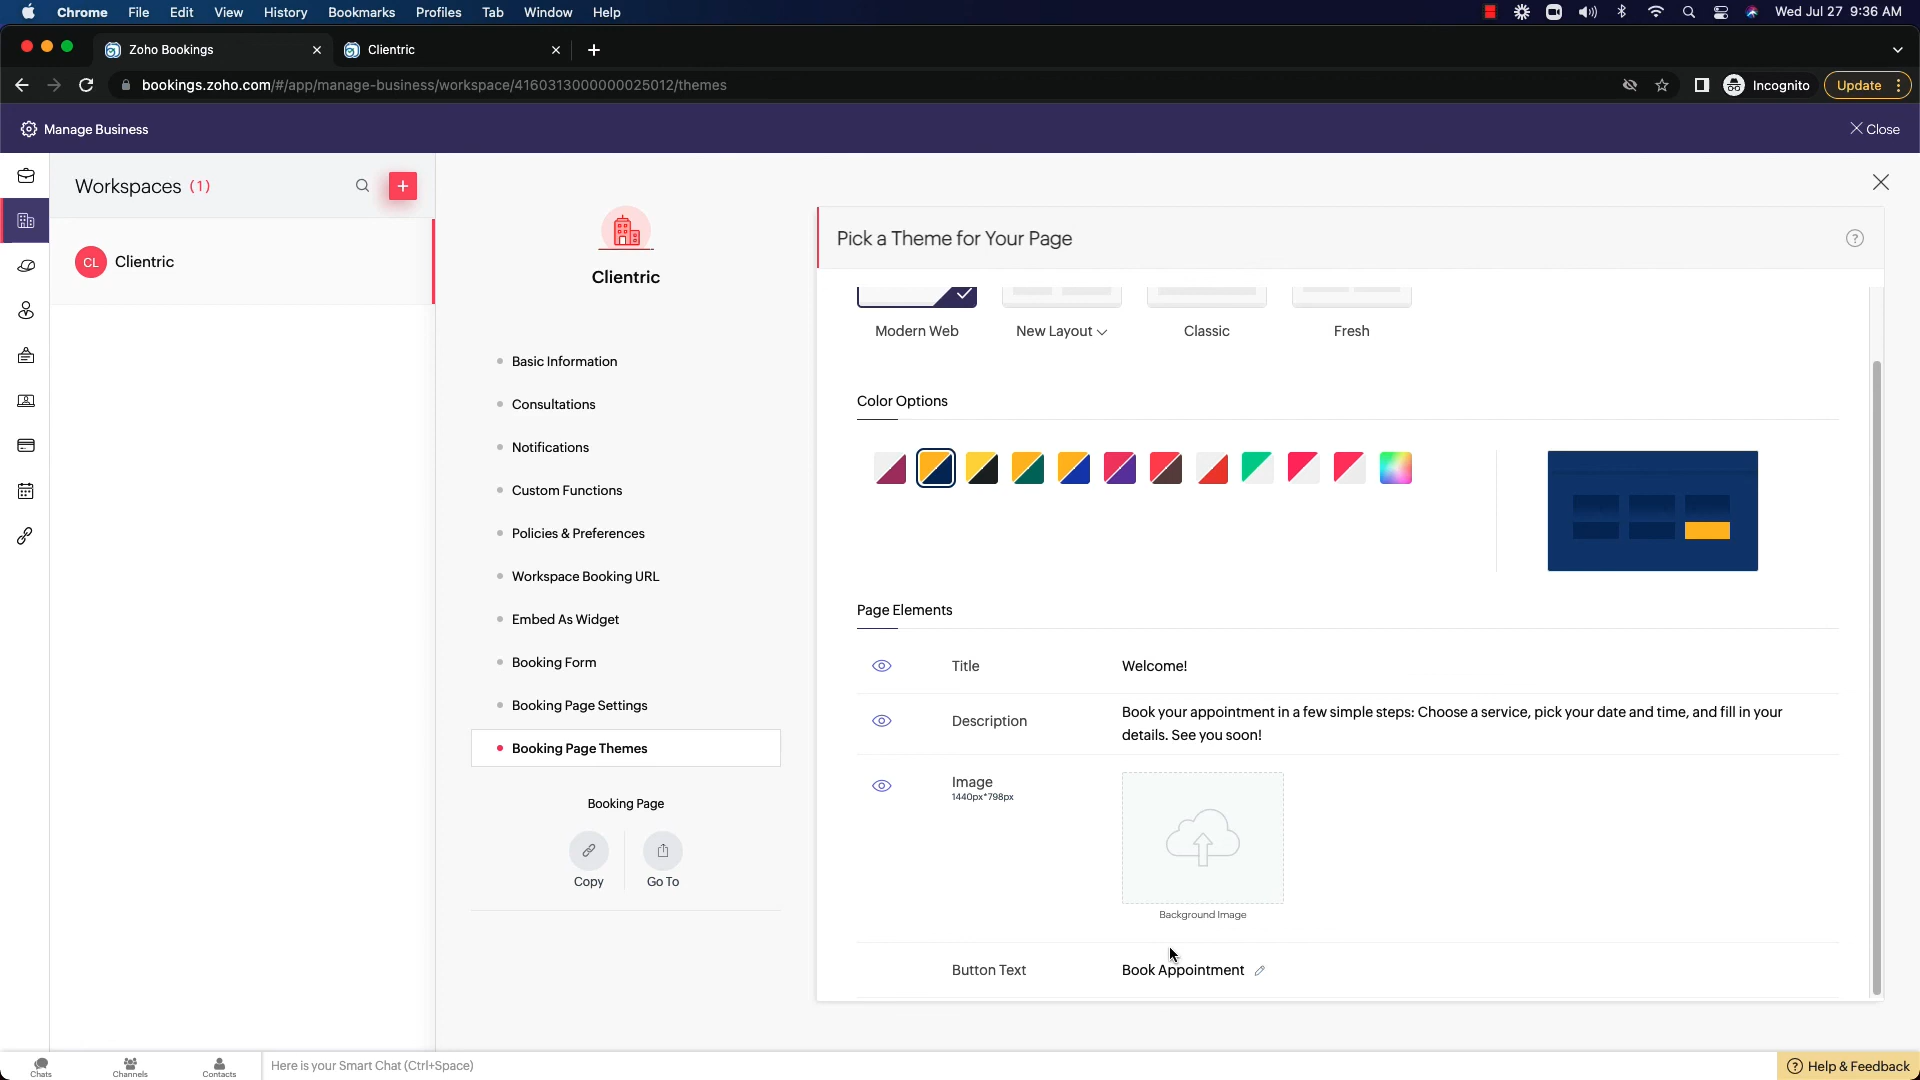 Chrome File Edit View History Bookmarks Profiles Tab Window Help Wed Jul 27 9:36 AM
Zoho Bookings Clientric
bookings.zoho.com/#/app/manage-business/workspace/4160313000000025012/themes Incognito Update
Manage Business Close
Workspaces (1)
CL Clientric
Clientric
Basic Information
Consultations
Notifications
Custom Functions
Policies & Preferences
Workspace Booking URL
Embed As Widget
Booking Form
Booking Page Settings
Booking Page Themes
Booking Page
Copy Go To
Pick a Theme for Your Page
Modern Web New Layout Classic Fresh
Color Options
Page Elements
Title Welcome!
Description Book your appointment in a few simple steps: Choose a service, pick your date and time, and fill in your
details. See you soon!
Image
1440px*798px
Background Image
Button Text Book Appointment
Chats Channels Contacts Here is your Smart Chat (Ctrl+Space) Help & Feedback